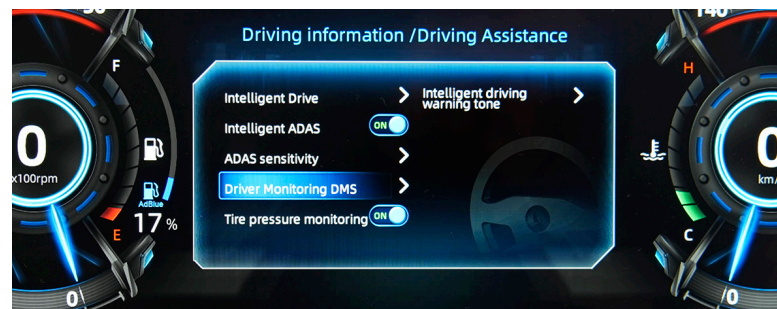 Driving information /Driving Assistance
F
H
Intelligent Drive
Intelligent driving
warning tone
Intelligent ADAS
ON
ADAS sensitivity
Driver Monitoring DMS
Tire pressure monitoring
ON
0
x100rpm
AdBlue
17 %
E
C
0
km/
0
/0
140